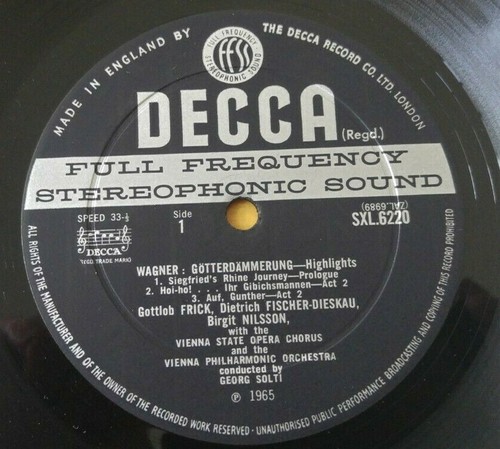 MADE IN ENGLAND BY THE DECCA RECORD CO. LTD. LONDON
FULL FREQUENCY
FFSS
STEREOPHONIC SOUND
DECCA (Regd.)
FULL FREQUENCY
STEREOPHONIC SOUND
SPEED 33-⅓
Side
1
(ZAL.6989)
SXL.6220
DECCA
REGD TRADE MARK
WAGNER : GÖTTERDÄMMERUNG—Highlights
1. Siegfried's Rhine Journey—Prologue
2. Hoi-ho! . . . Ihr Gibichsmannen—Act 2
3. Auf, Gunther—Act 2
Gottlob FRICK, Dietrich FISCHER-DIESKAU,
Birgit NILSSON,
with the
VIENNA STATE OPERA CHORUS
and the
VIENNA PHILHARMONIC ORCHESTRA
conducted by
GEORG SOLTI
℗ 1965
ALL RIGHTS OF THE MANUFACTURER AND OF THE OWNER OF THE RECORDED WORK RESERVED · UNAUTHORISED PUBLIC PERFORMANCE BROADCASTING AND COPYING OF THIS RECORD PROHIBITED